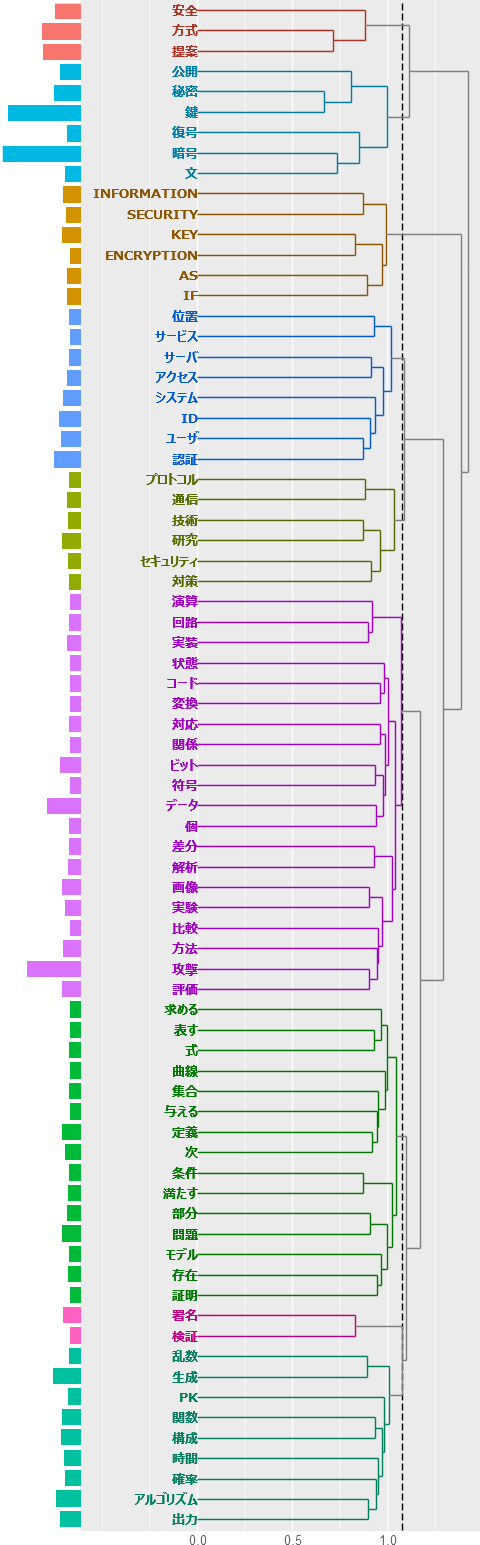 安全
方式
提案
公開
秘密
鍵
復号
暗号
文
INFORMATION
SECURITY
KEY
ENCRYPTION
AS
IF
位置
サービス
サーバ
アクセス
システム
ID
ユーザ
認証
プロトコル
通信
技術
研究
セキュリティ
対策
演算
回路
実装
状態
コード
変換
対応
関係
ビット
符号
データ
個
差分
解析
画像
実験
比較
方法
攻撃
評価
求める
表す
式
曲線
集合
与える
定義
次
条件
満たす
部分
問題
モデル
存在
証明
署名
検証
乱数
生成
PK
関数
構成
時間
確率
アルゴリズム
出力
0.0 0.5 1.0